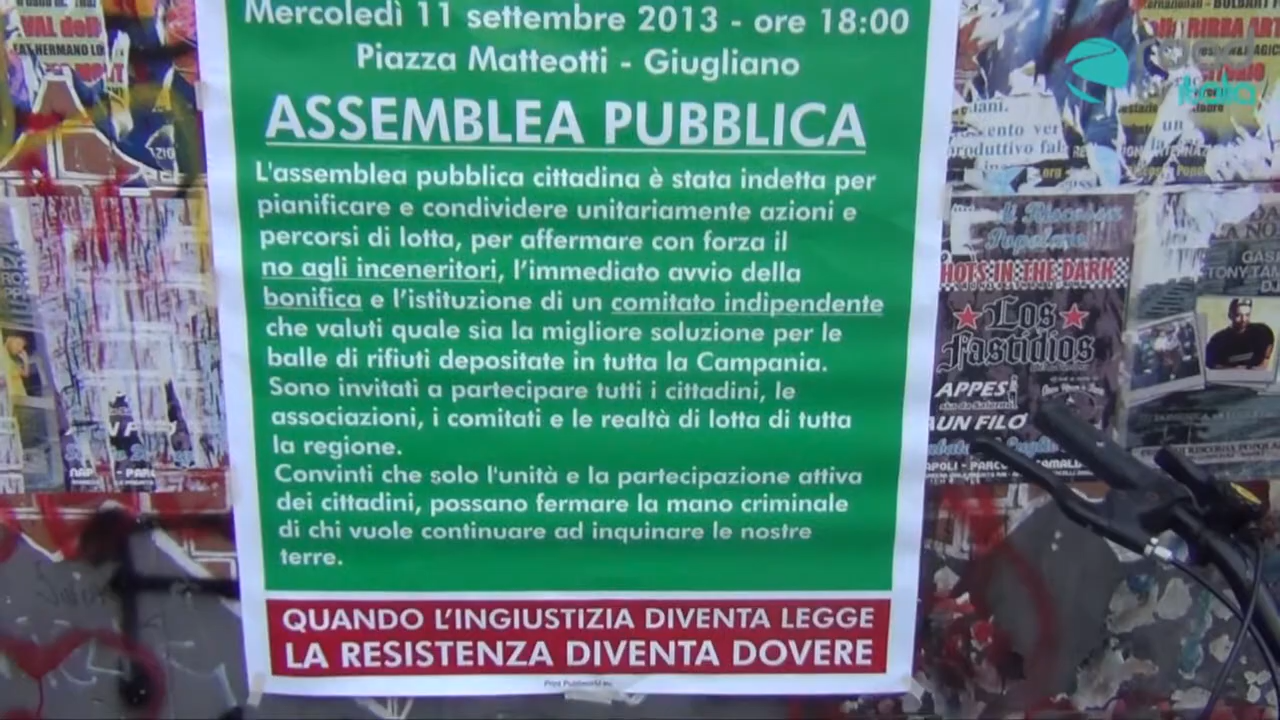 Mercoledì 11 settembre 2013 - ore 18:00
Piazza Matteotti - Giugliano
ASSEMBLEA PUBBLICA
L'assemblea pubblica cittadina è stata indetta per
pianificare e condividere unitariamente azioni e
percorsi di lotta, per affermare con forza il
no agli inceneritori, l'immediato avvio della
bonifica e l'istituzione di un comitato indipendente
che valuti quale sia la migliore soluzione per le
balle di rifiuti depositate in tutta la Campania.
Sono invitati a partecipare tutti i cittadini, le
associazioni, i comitati e le realtà di lotta di tutta
la regione.
Convinti che solo l'unità e la partecipazione attiva
dei cittadini, possano fermare la mano criminale
di chi vuole continuare ad inquinare le nostre
terre.
QUANDO L'INGIUSTIZIA DIVENTA LEGGE
LA RESISTENZA DIVENTA DOVERE
di Riscossa
Popolare
IN THE DARK
Los
Fastidios
APPES
AUN FILO